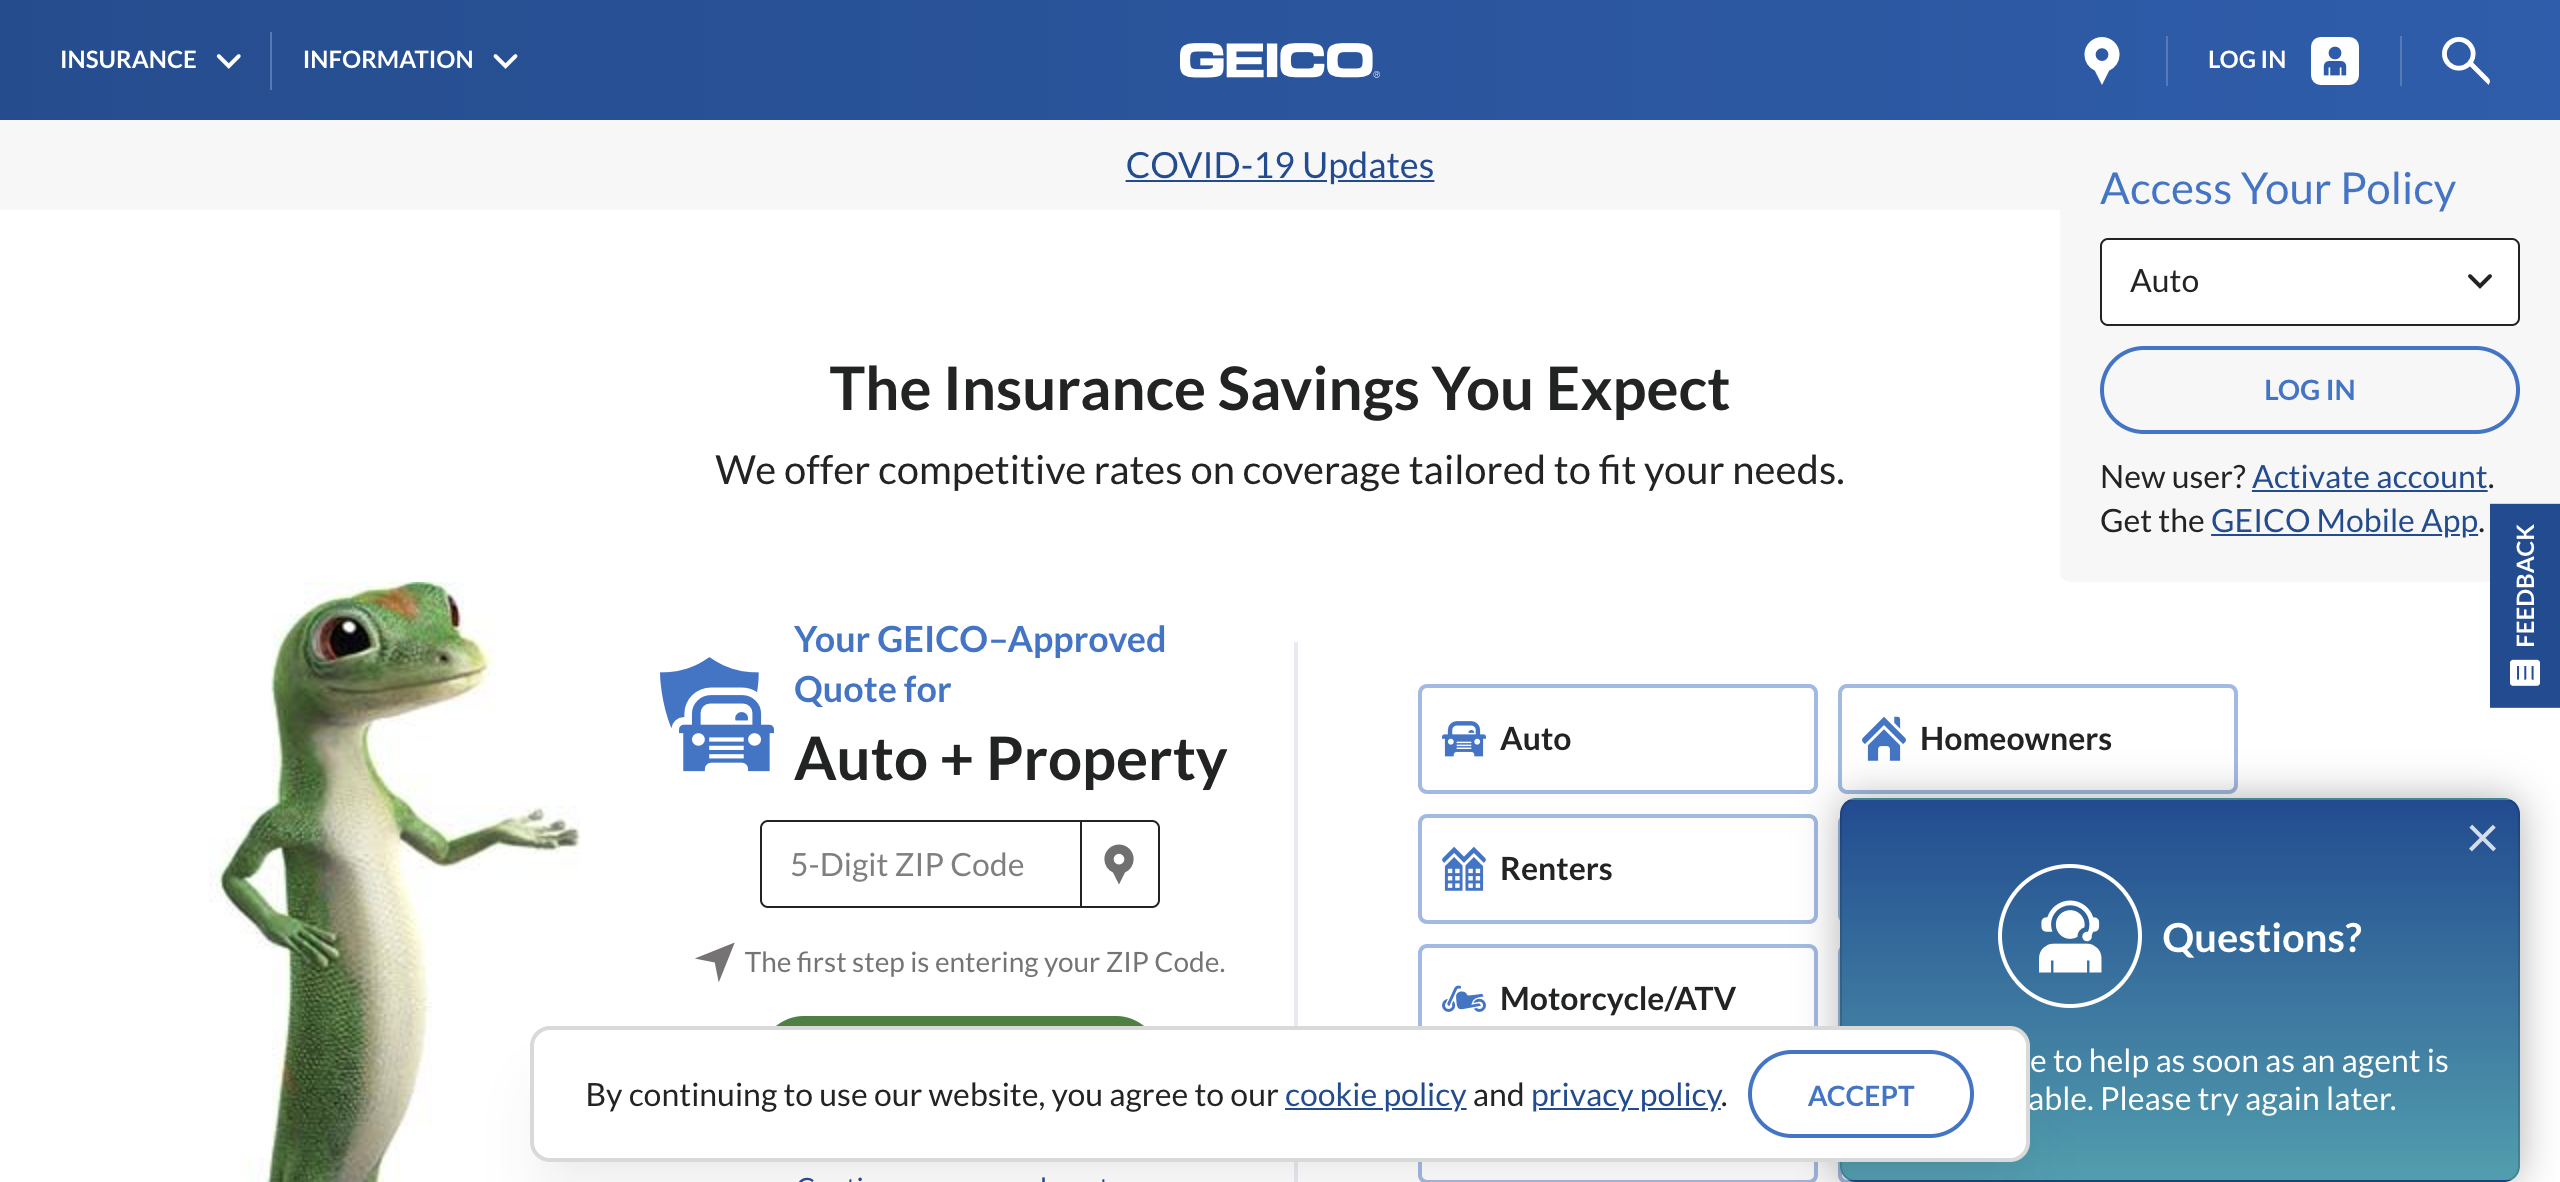 INSURANCE
INFORMATION
GEICO
LOG IN
COVID-19 Updates
Access Your Policy
Auto
LOG IN
New user? Activate account.
Get the GEICO Mobile App.
FEEDBACK
The Insurance Savings You Expect
We offer competitive rates on coverage tailored to fit your needs.
Your GEICO–Approved
Quote for
Auto + Property
5-Digit ZIP Code
The first step is entering your ZIP Code.
Auto
Homeowners
Renters
Motorcycle/ATV
Questions?
to help as soon as an agent is
Please try again later.
By continuing to use our website, you agree to our cookie policy and privacy policy.
ACCEPT